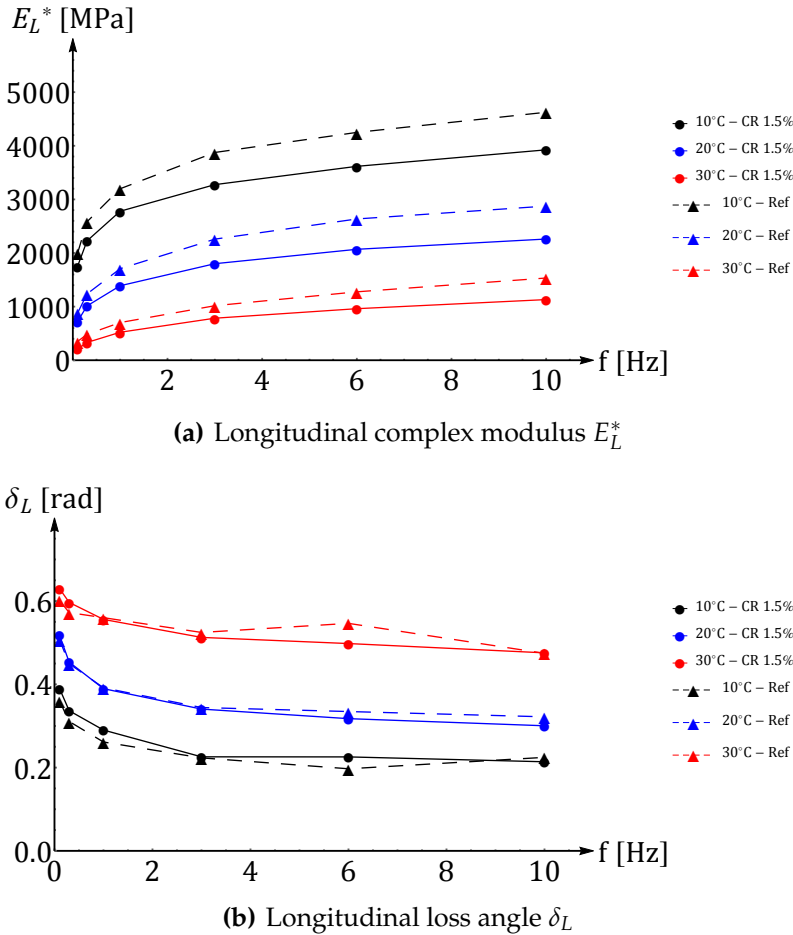 E_L* [MPa]
5000
4000
3000
2000
1000
0
2 4 6 8 10
f [Hz]
10°C – CR 1.5%
20°C – CR 1.5%
30°C – CR 1.5%
10°C – Ref
20°C – Ref
30°C – Ref
(a) Longitudinal complex modulus E_L^*
δ_L [rad]
0.6
0.4
0.2
0.0
0 2 4 6 8 10
f [Hz]
10°C – CR 1.5%
20°C – CR 1.5%
30°C – CR 1.5%
10°C – Ref
20°C – Ref
30°C – Ref
(b) Longitudinal loss angle δ_L